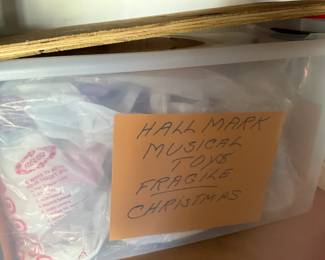 HALLMARK
MUSICAL
TOYS
FRAGILE
CHRISTMAS